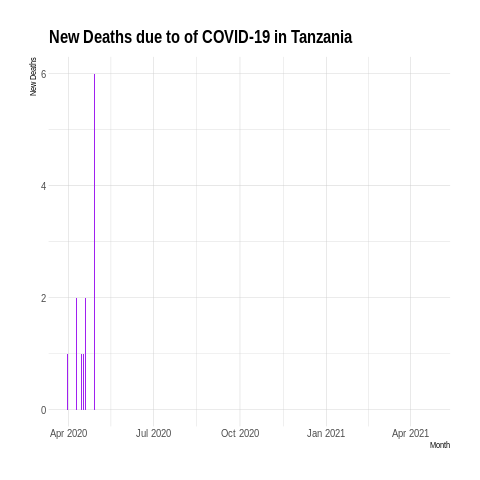 New Deaths due to of COVID-19 in Tanzania
New Deaths
6
4
2
0
Apr 2020 Jul 2020 Oct 2020 Jan 2021 Apr 2021
Month